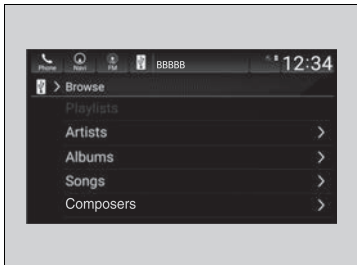 Phone Navi FM BBBBB 12:34
> Browse
Playlists
Artists >
Albums >
Songs >
Composers >